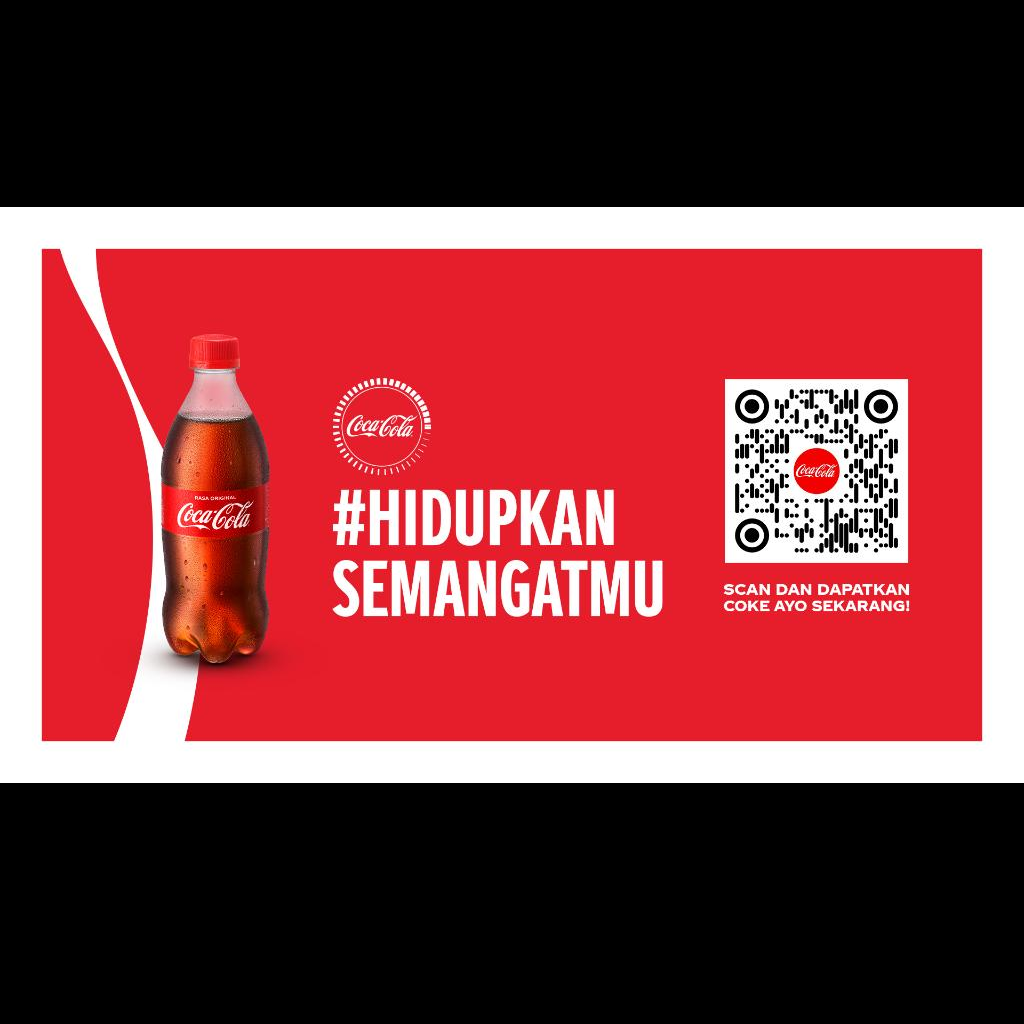 RASA ORIGINAL
Coca-Cola
Coca-Cola
#HIDUPKAN
SEMANGATMU
Coca-Cola
SCAN DAN DAPATKAN
COKE AYO SEKARANG!